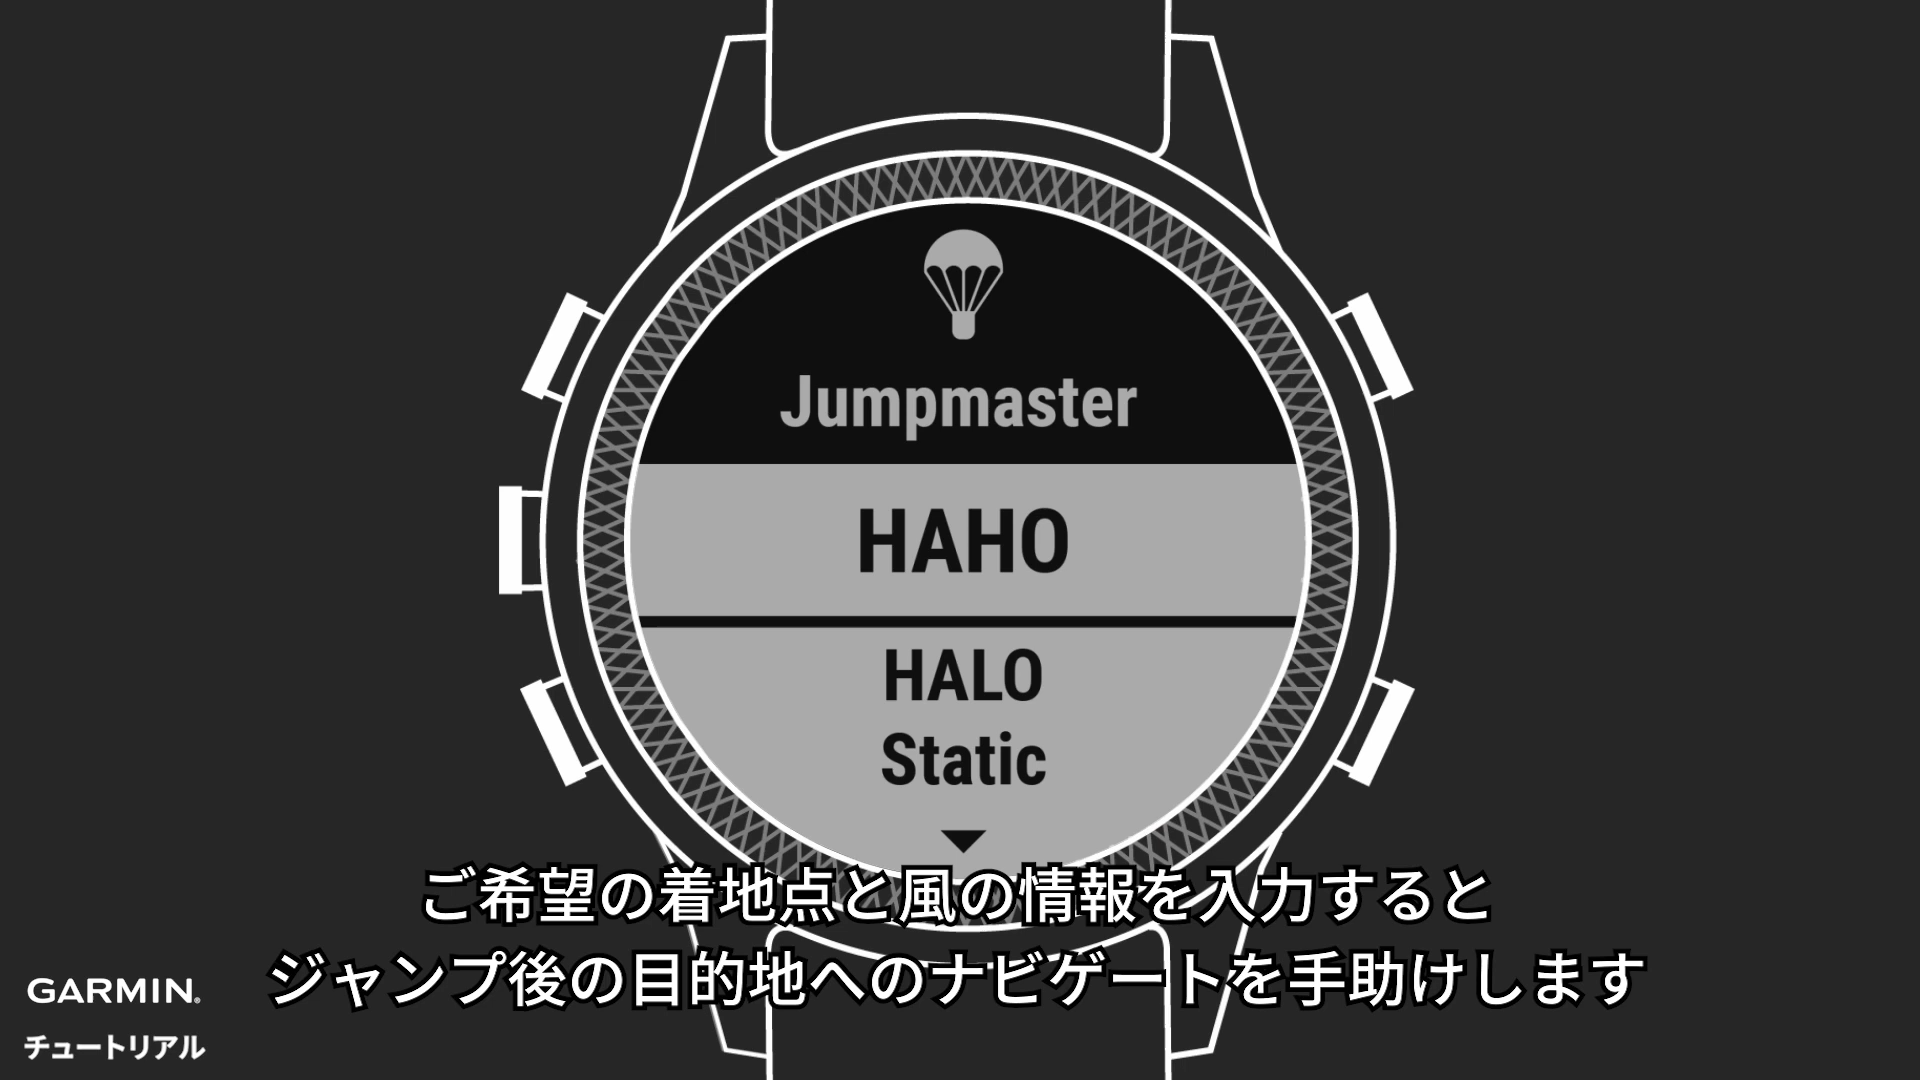 Jumpmaster
HAHO
HALO
Static
ご希望の着地点と風の情報を入力すると
ジャンプ後の目的地へのナビゲートを手助けします
GARMIN®
チュートリアル